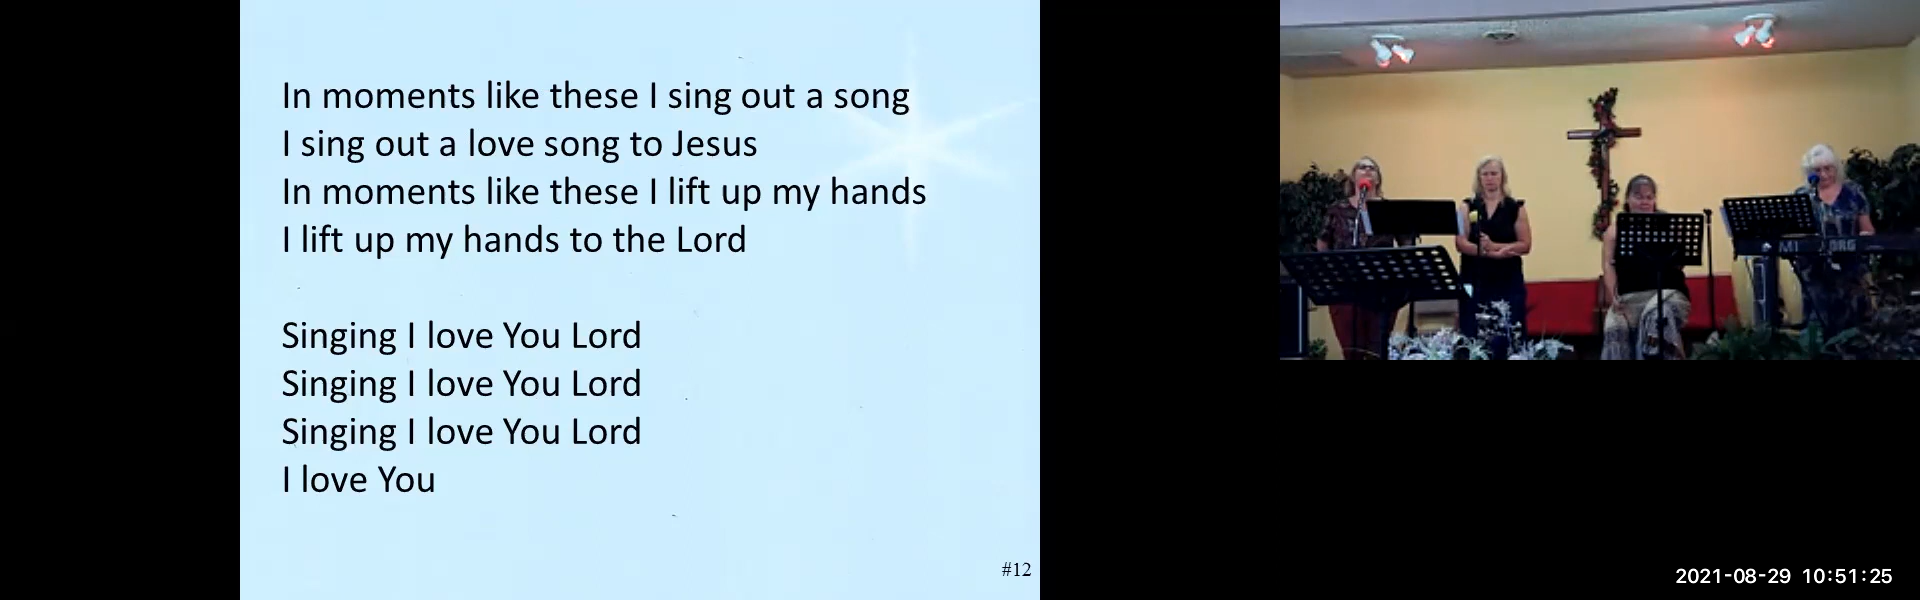 In moments like these I sing out a song
I sing out a love song to Jesus
In moments like these I lift up my hands
I lift up my hands to the Lord
Singing I love You Lord
Singing I love You Lord
Singing I love You Lord
I love You
#12
M1
KORG
2021-08-29 10:51:25